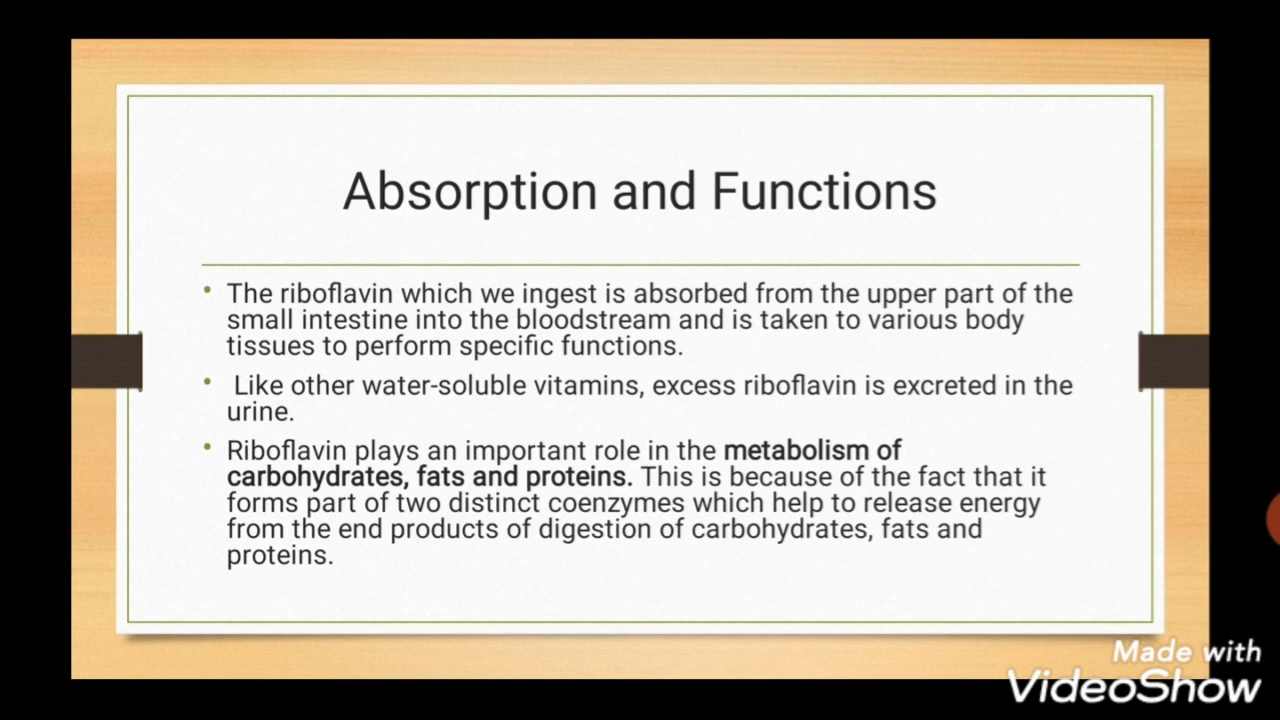 Absorption and Functions
• The riboflavin which we ingest is absorbed from the upper part of the
small intestine into the bloodstream and is taken to various body
tissues to perform specific functions.
• Like other water-soluble vitamins, excess riboflavin is excreted in the
urine.
• Riboflavin plays an important role in the metabolism of
carbohydrates, fats and proteins. This is because of the fact that it
forms part of two distinct coenzymes which help to release energy
from the end products of digestion of carbohydrates, fats and
proteins.
Made with
VideoShow